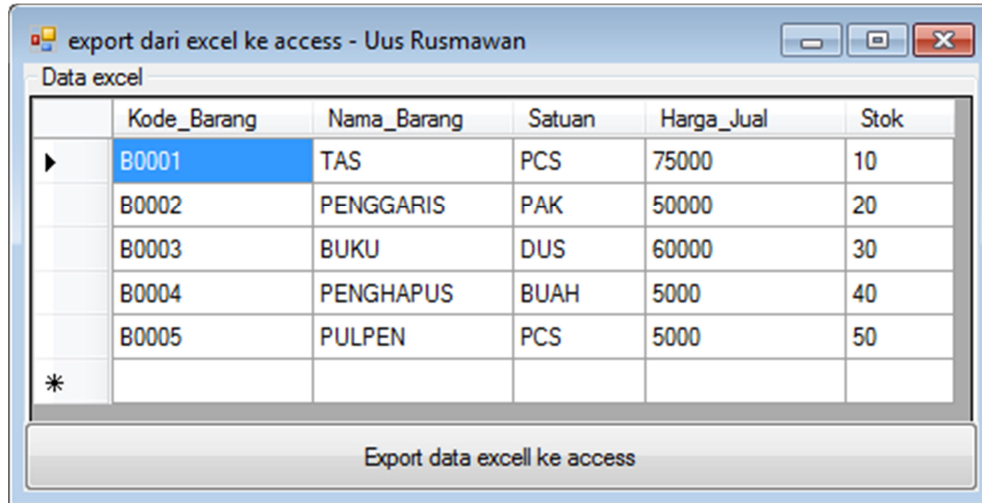 export dari excel ke access - Uus Rusmawan
Data excel
Kode_Barang Nama_Barang Satuan Harga_Jual Stok
B0001 TAS PCS 75000 10
B0002 PENGGARIS PAK 50000 20
B0003 BUKU DUS 60000 30
B0004 PENGHAPUS BUAH 5000 40
B0005 PULPEN PCS 5000 50
Export data excell ke access